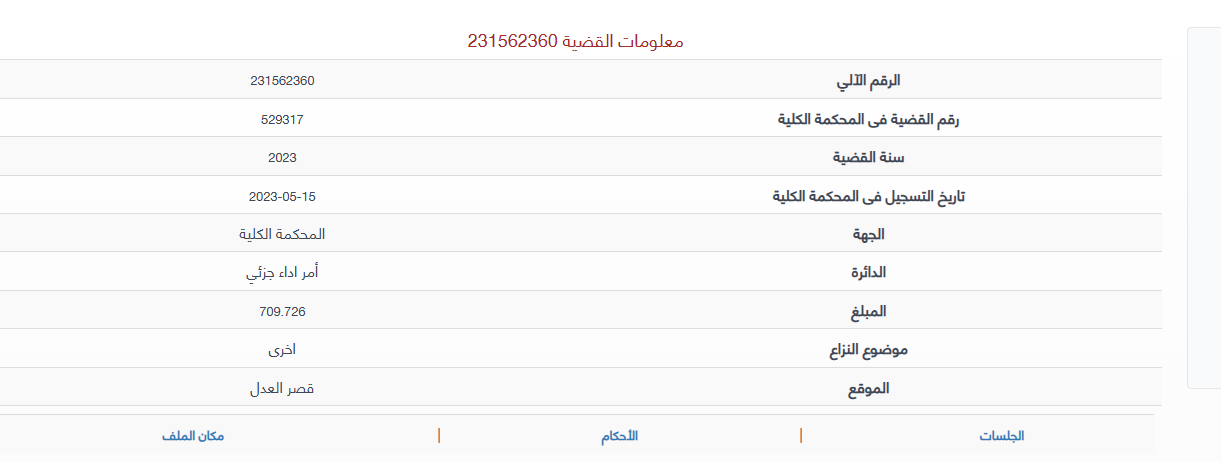 معلومات القضية 231562360
الرقم الآلي 231562360
رقم القضية فى المحكمة الكلية 529317
سنة القضية 2023
تاريخ التسجيل فى المحكمة الكلية 2023-05-15
الجهة المحكمة الكلية
الدائرة أمر اداء جزئي
المبلغ 709.726
موضوع النزاع اخرى
الموقع قصر العدل
الجلسات | الأحكام | مكان الملف